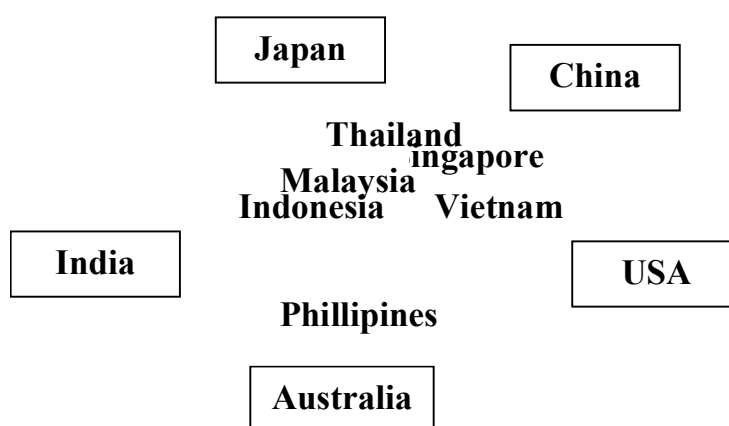 Japan
China
Thailand
ingapore
Malaysia
Indonesia
Vietnam
India
USA
Phillipines
Australia